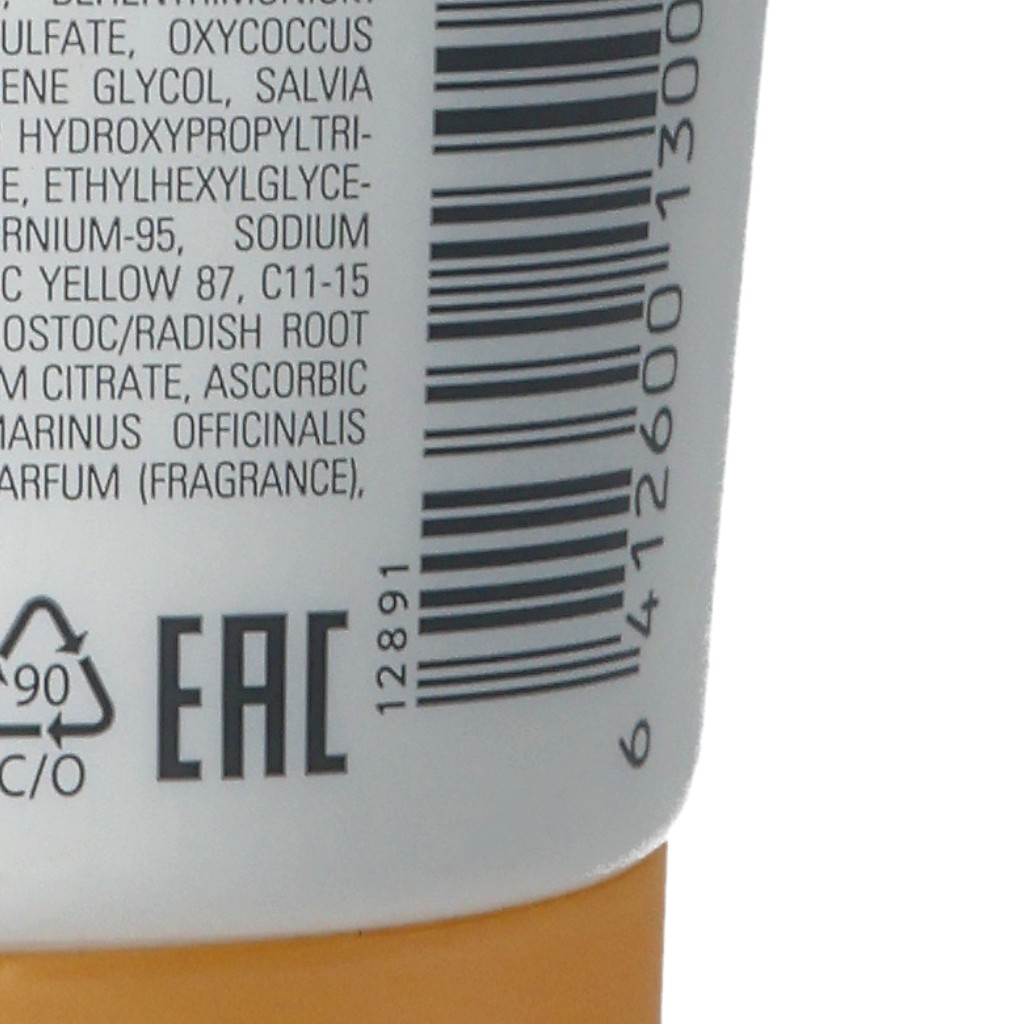 ULFATE, OXYCOCCUS
ENE GLYCOL, SALVIA
HYDROXYPROPYLTRI-
E, ETHYLHEXYLGLYCE-
RNIUM-95, SODIUM
C YELLOW 87, C11-15
OSTOC/RADISH ROOT
M CITRATE, ASCORBIC
MARINUS OFFICINALIS
ARFUM (FRAGRANCE),
90
C/O
EAC
12891
6 412600 1300